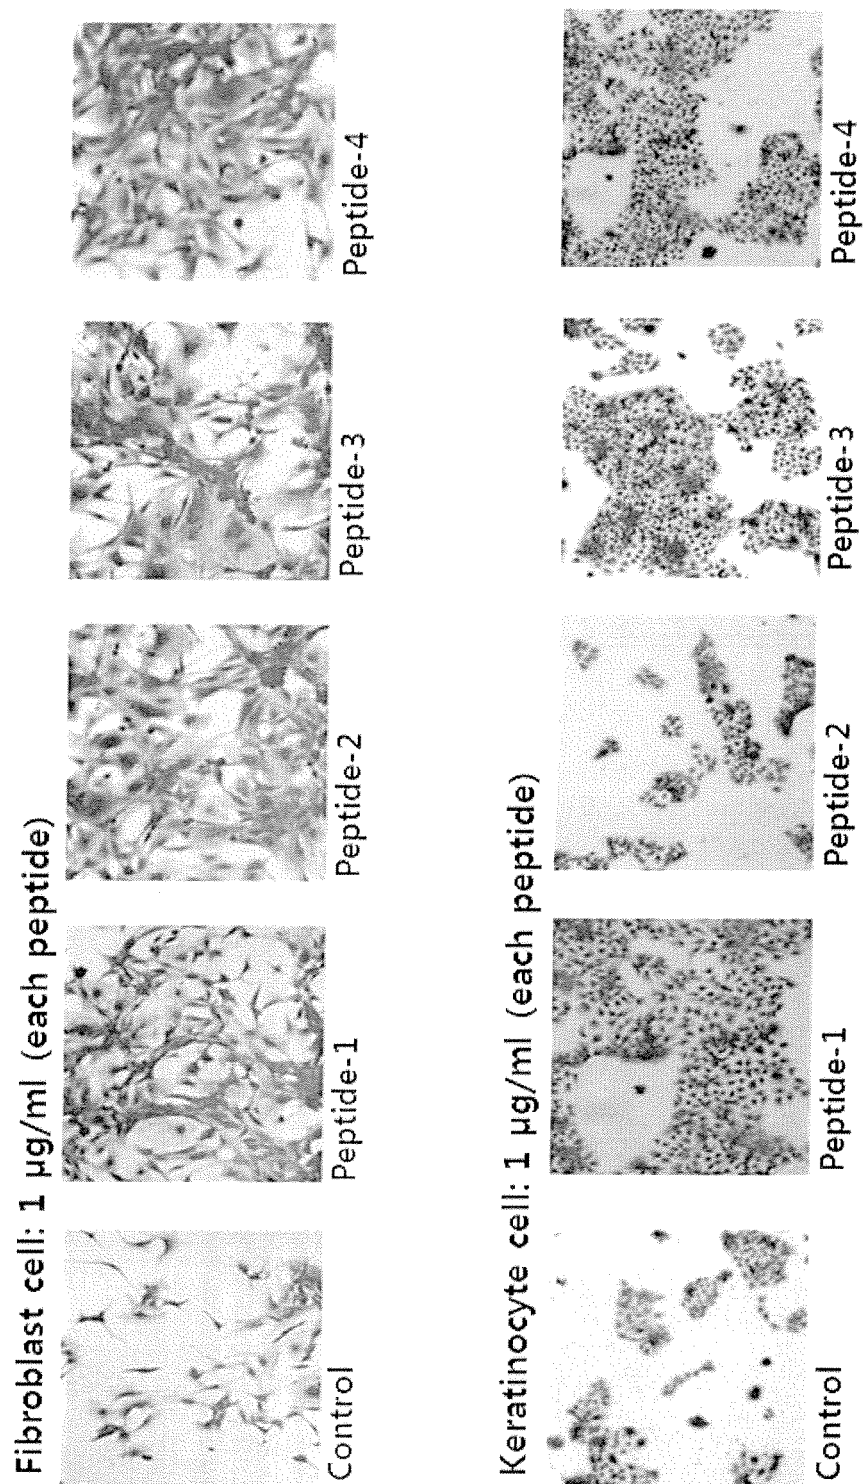 Fibroblast cell: 1 µg/ml (each peptide)
Control
Peptide-1
Peptide-2
Peptide-3
Peptide-4
Keratinocyte cell: 1 µg/ml (each peptide)
Control
Peptide-1
Peptide-2
Peptide-3
Peptide-4